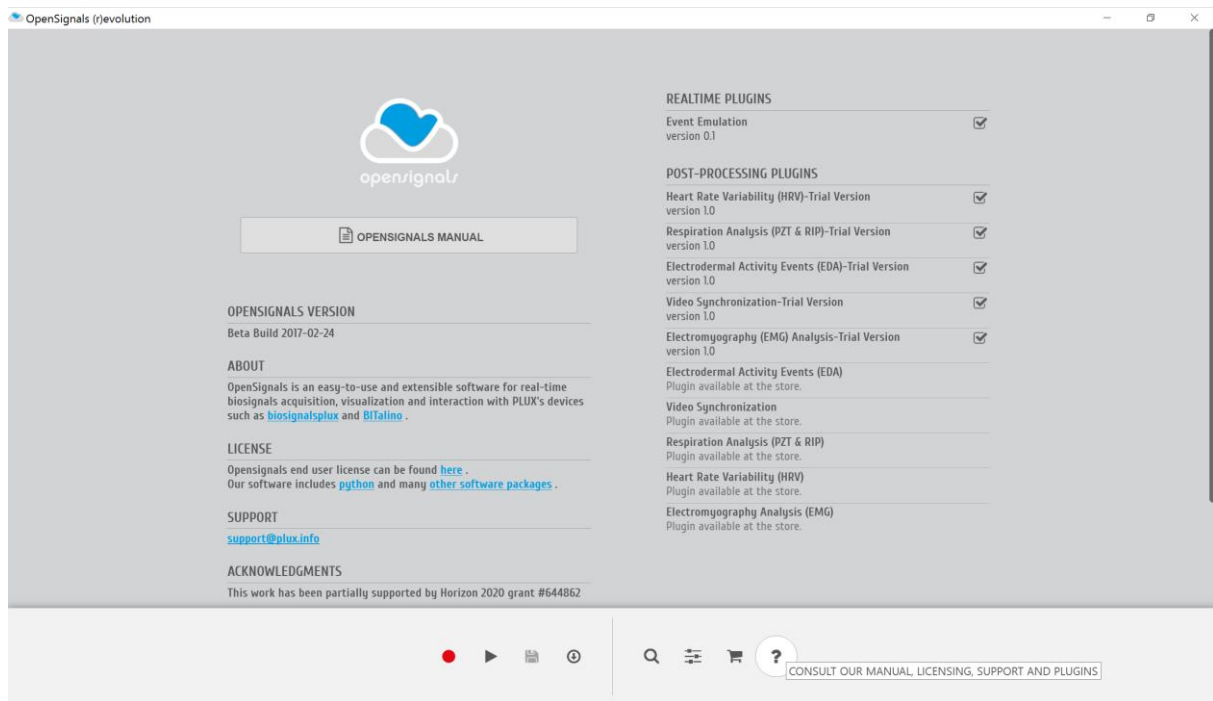 OpenSignals (r)evolution
opensignals
OPENSIGNALS MANUAL
OPENSIGNALS VERSION
Beta Build 2017-02-24
ABOUT
OpenSignals is an easy-to-use and extensible software for real-time
biosignals acquisition, visualization and interaction with PLUX's devices
such as biosignalsplux and BITalino .
LICENSE
Opensignals end user license can be found here .
Our software includes python and many other software packages .
SUPPORT
support@plux.info
ACKNOWLEDGMENTS
This work has been partially supported by Horizon 2020 grant #644862
REALTIME PLUGINS
Event Emulation
version 0.1
POST-PROCESSING PLUGINS
Heart Rate Variability (HRV)-Trial Version
version 1.0
Respiration Analysis (PZT & RIP)-Trial Version
version 1.0
Electrodermal Activity Events (EDA)-Trial Version
version 1.0
Video Synchronization-Trial Version
version 1.0
Electromyography (EMG) Analysis-Trial Version
version 1.0
Electrodermal Activity Events (EDA)
Plugin available at the store.
Video Synchronization
Plugin available at the store.
Respiration Analysis (PZT & RIP)
Plugin available at the store.
Heart Rate Variability (HRV)
Plugin available at the store.
Electromyography Analysis (EMG)
Plugin available at the store.
?
CONSULT OUR MANUAL, LICENSING, SUPPORT AND PLUGINS